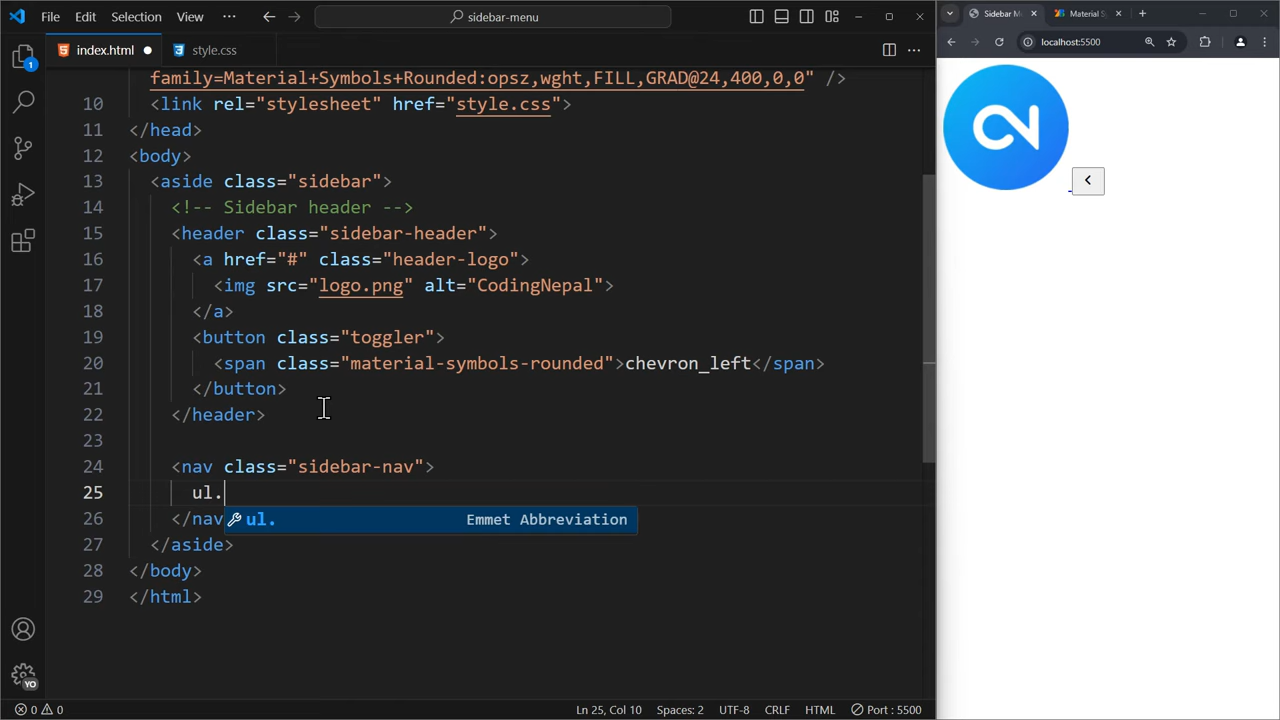 File Edit Selection View ··· sidebar-menu
index.html style.css
family=Material+Symbols+Rounded:opsz,wght,FILL,GRAD@24,400,0,0" />
10 <link rel="stylesheet" href="style.css">
11 </head>
12 <body>
13 <aside class="sidebar">
14 <!-- Sidebar header -->
15 <header class="sidebar-header">
16 <a href="#" class="header-logo">
17 <img src="logo.png" alt="CodingNepal">
18 </a>
19 <button class="toggler">
20 <span class="material-symbols-rounded">chevron_left</span>
21 </button>
22 </header>
23
24 <nav class="sidebar-nav">
25 ul.
26 </nav
ul. Emmet Abbreviation
27 </aside>
28 </body>
29 </html>
1
YO
0 0 Ln 25, Col 10 Spaces: 2 UTF-8 CRLF HTML Port : 5500
Sidebar M Material S
localhost:5500